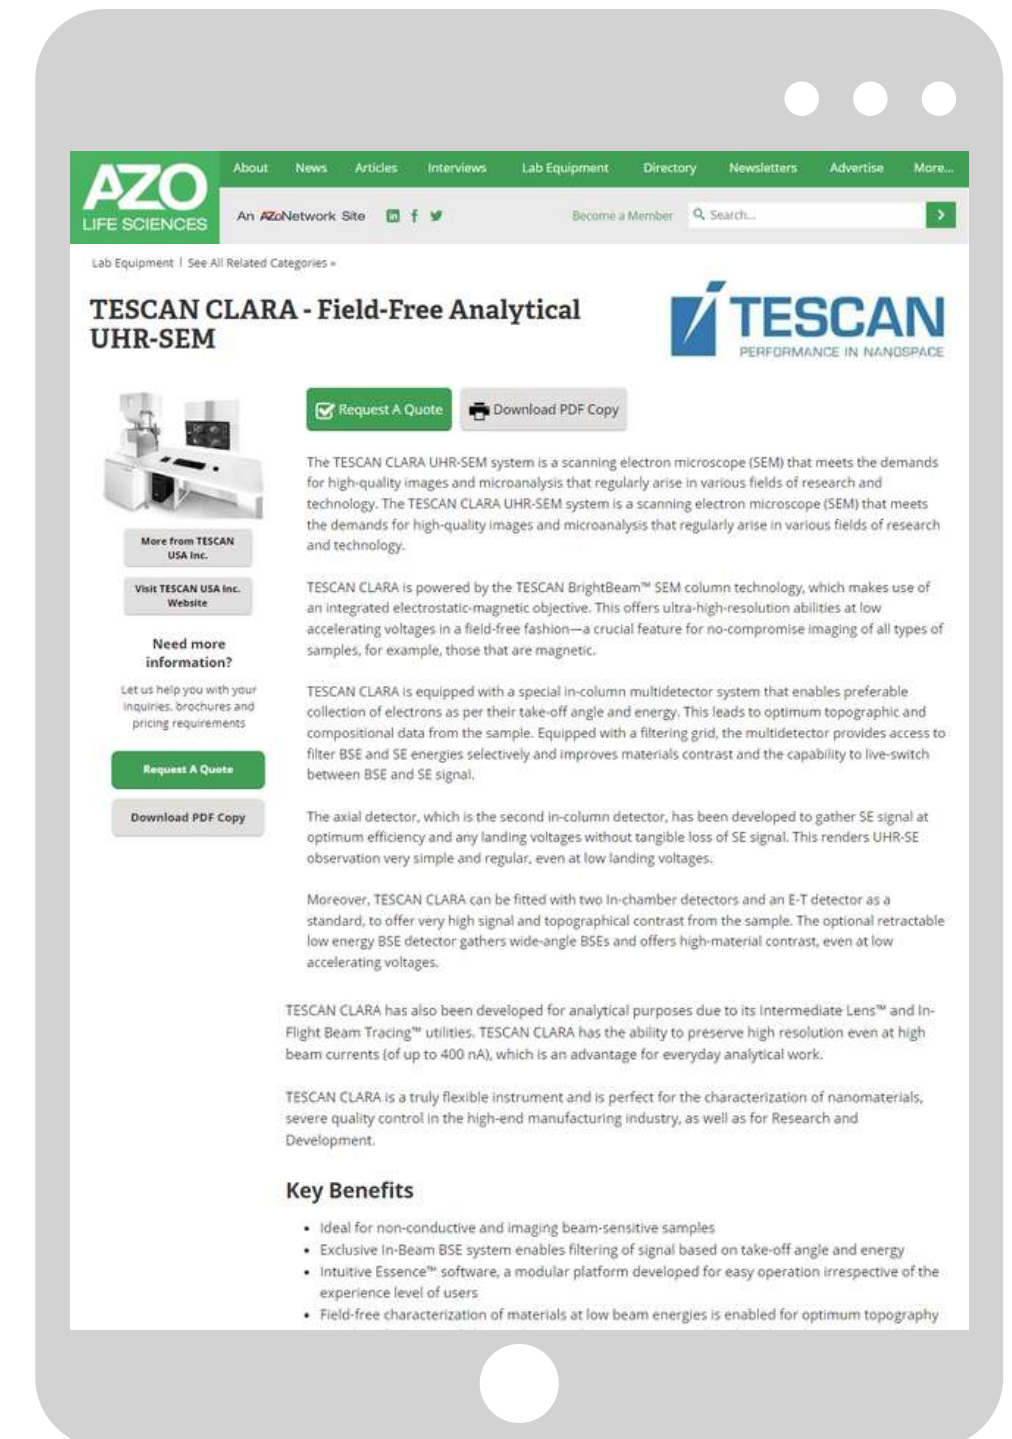 AZO
LIFE SCIENCES
About News Articles Interviews Lab Equipment Directory Newsletters Advertise More...
An AZoNetwork Site
Become a Member
Search...
Lab Equipment | See All Related Categories »
TESCAN CLARA - Field-Free Analytical
UHR-SEM
TESCAN
PERFORMANCE IN NANOSPACE
Request A Quote
Download PDF Copy
More from TESCAN
USA Inc.
Visit TESCAN USA Inc.
Website
Need more
information?
Let us help you with your
inquiries, brochures and
pricing requirements
Request A Quote
Download PDF Copy
The TESCAN CLARA UHR-SEM system is a scanning electron microscope (SEM) that meets the demands
for high-quality images and microanalysis that regularly arise in various fields of research and
technology. The TESCAN CLARA UHR-SEM system is a scanning electron microscope (SEM) that meets
the demands for high-quality images and microanalysis that regularly arise in various fields of research
and technology.
TESCAN CLARA is powered by the TESCAN BrightBeam™ SEM column technology, which makes use of
an integrated electrostatic-magnetic objective. This offers ultra-high-resolution abilities at low
accelerating voltages in a field-free fashion—a crucial feature for no-compromise imaging of all types of
samples, for example, those that are magnetic.
TESCAN CLARA is equipped with a special in-column multidetector system that enables preferable
collection of electrons as per their take-off angle and energy. This leads to optimum topographic and
compositional data from the sample. Equipped with a filtering grid, the multidetector provides access to
filter BSE and SE energies selectively and improves materials contrast and the capability to live-switch
between BSE and SE signal.
The axial detector, which is the second in-column detector, has been developed to gather SE signal at
optimum efficiency and any landing voltages without tangible loss of SE signal. This renders UHR-SE
observation very simple and regular, even at low landing voltages.
Moreover, TESCAN CLARA can be fitted with two In-chamber detectors and an E-T detector as a
standard, to offer very high signal and topographical contrast from the sample. The optional retractable
low energy BSE detector gathers wide-angle BSEs and offers high-material contrast, even at low
accelerating voltages.
TESCAN CLARA has also been developed for analytical purposes due to its Intermediate Lens™ and In-
Flight Beam Tracing™ utilities. TESCAN CLARA has the ability to preserve high resolution even at high
beam currents (of up to 400 nA), which is an advantage for everyday analytical work.
TESCAN CLARA is a truly flexible instrument and is perfect for the characterization of nanomaterials,
severe quality control in the high-end manufacturing industry, as well as for Research and
Development.
Key Benefits
• Ideal for non-conductive and imaging beam-sensitive samples
• Exclusive In-Beam BSE system enables filtering of signal based on take-off angle and energy
• Intuitive Essence™ software, a modular platform developed for easy operation irrespective of the
experience level of users
• Field-free characterization of materials at low beam energies is enabled for optimum topography